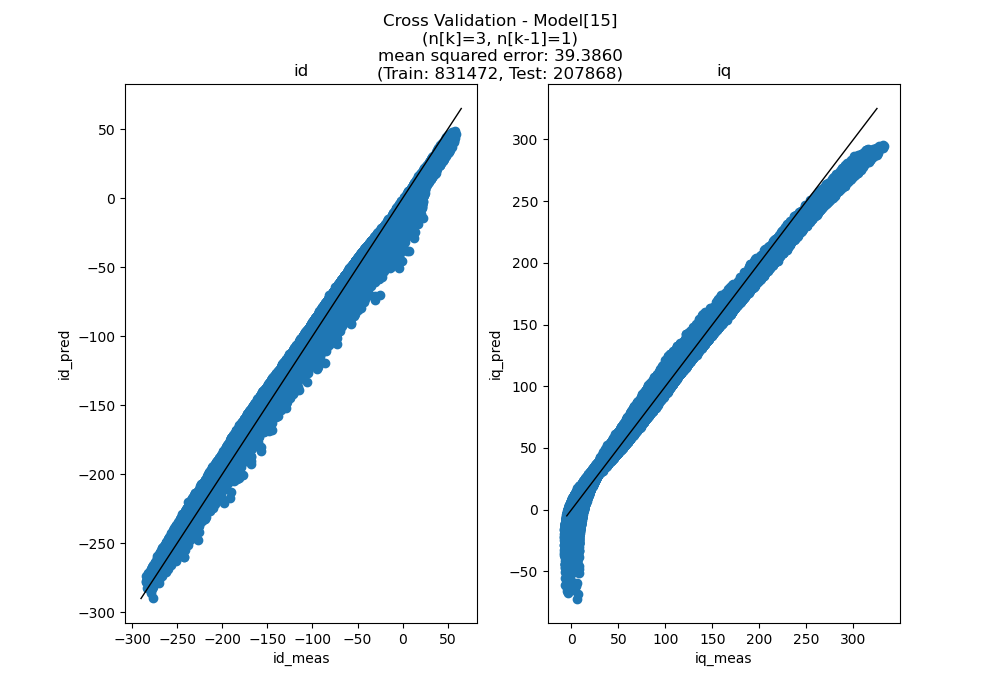 Cross Validation - Model[15]
(n[k]=3, n[k-1]=1)
mean squared error: 39.3860
(Train: 831472, Test: 207868)
id
iq
50
0
−50
−100
−150
−200
−250
−300
id_pred
−300 −250 −200 −150 −100 −50 0 50
id_meas
300
250
200
150
100
50
0
−50
iq_pred
0 50 100 150 200 250 300
iq_meas